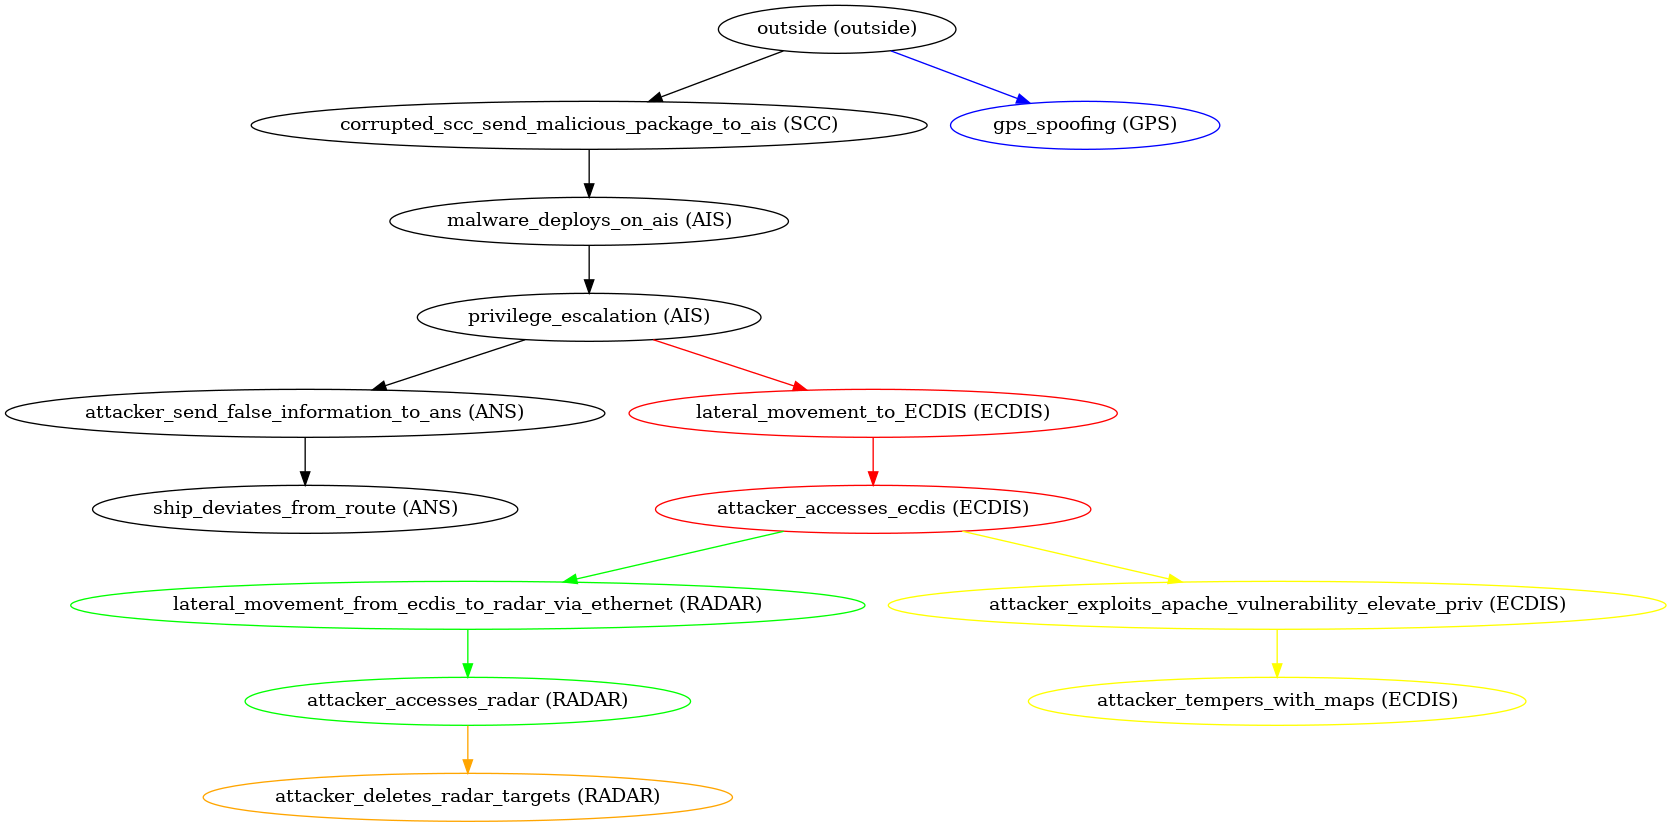 outside (outside)
corrupted_scc_send_malicious_package_to_ais (SCC)
gps_spoofing (GPS)
malware_deploys_on_ais (AIS)
privilege_escalation (AIS)
attacker_send_false_information_to_ans (ANS)
lateral_movement_to_ECDIS (ECDIS)
ship_deviates_from_route (ANS)
attacker_accesses_ecdis (ECDIS)
lateral_movement_from_ecdis_to_radar_via_ethernet (RADAR)
attacker_exploits_apache_vulnerability_elevate_priv (ECDIS)
attacker_accesses_radar (RADAR)
attacker_tempers_with_maps (ECDIS)
attacker_deletes_radar_targets (RADAR)